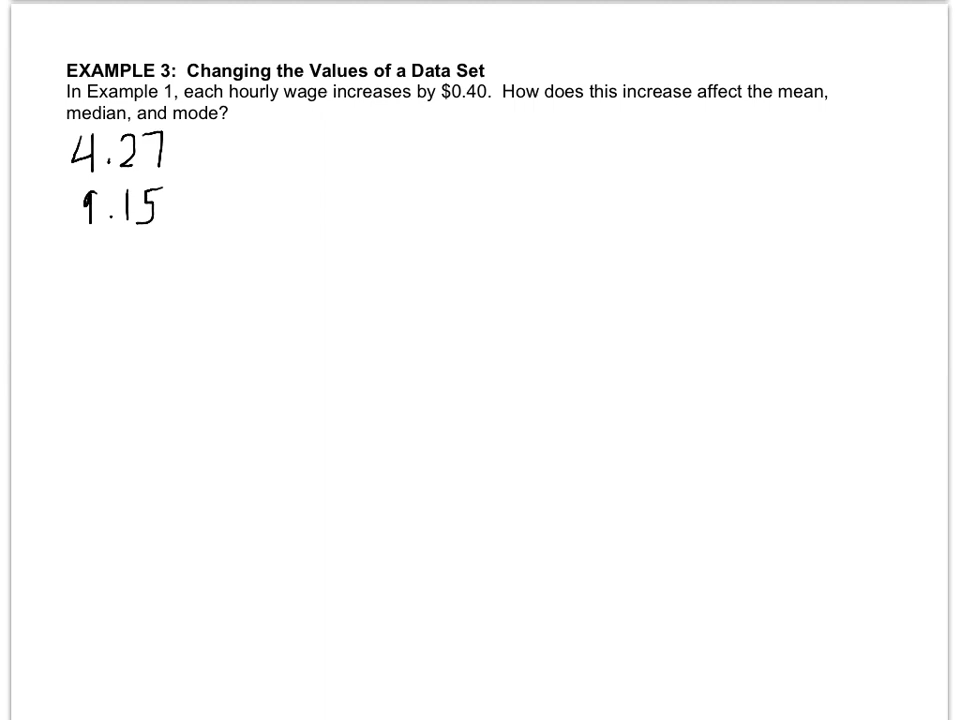 EXAMPLE 3: Changing the Values of a Data Set
In Example 1, each hourly wage increases by $0.40. How does this increase affect the mean,
median, and mode?
4.27
9.15